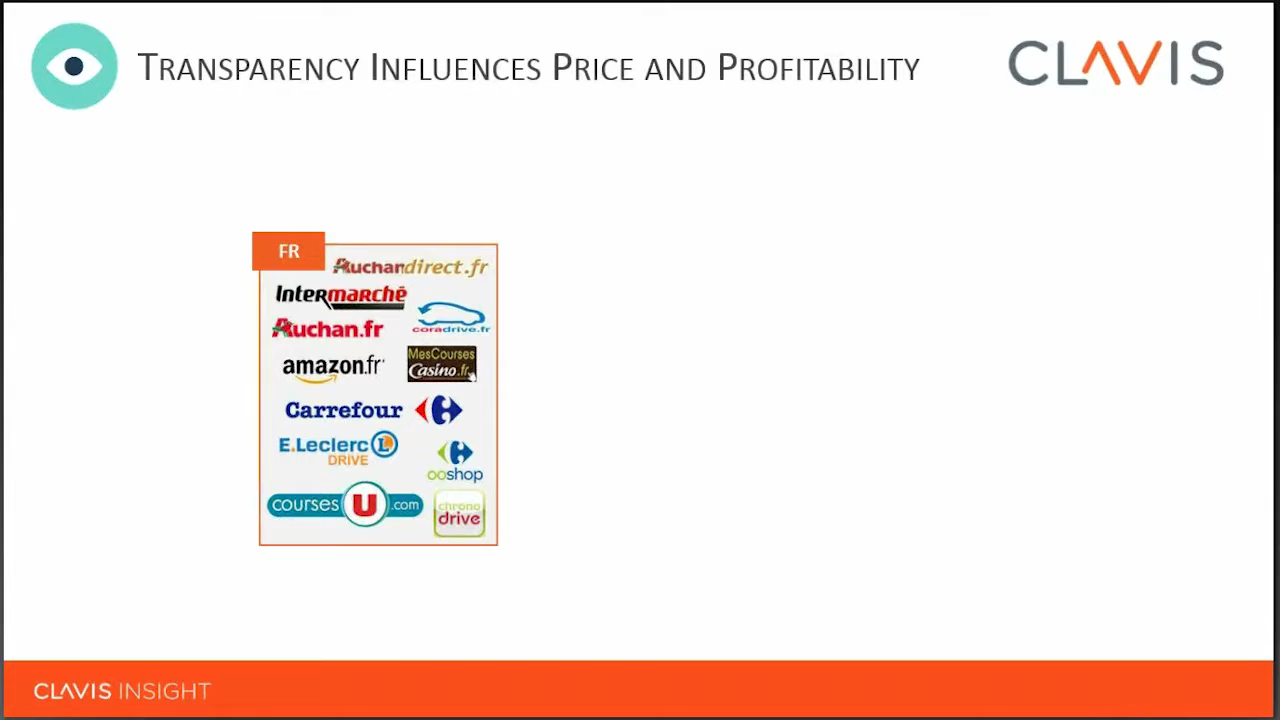 TRANSPARENCY INFLUENCES PRICE AND PROFITABILITY
CLAVIS
FR
Auchandirect.fr
InterMARCHÉ
coradrive.fr
Auchan.fr
amazon.fr
MesCourses
Casino.fr
Carrefour
E.Leclerc L
DRIVE
ooshop
courses U .com
chrono
drive
CLAVIS INSIGHT